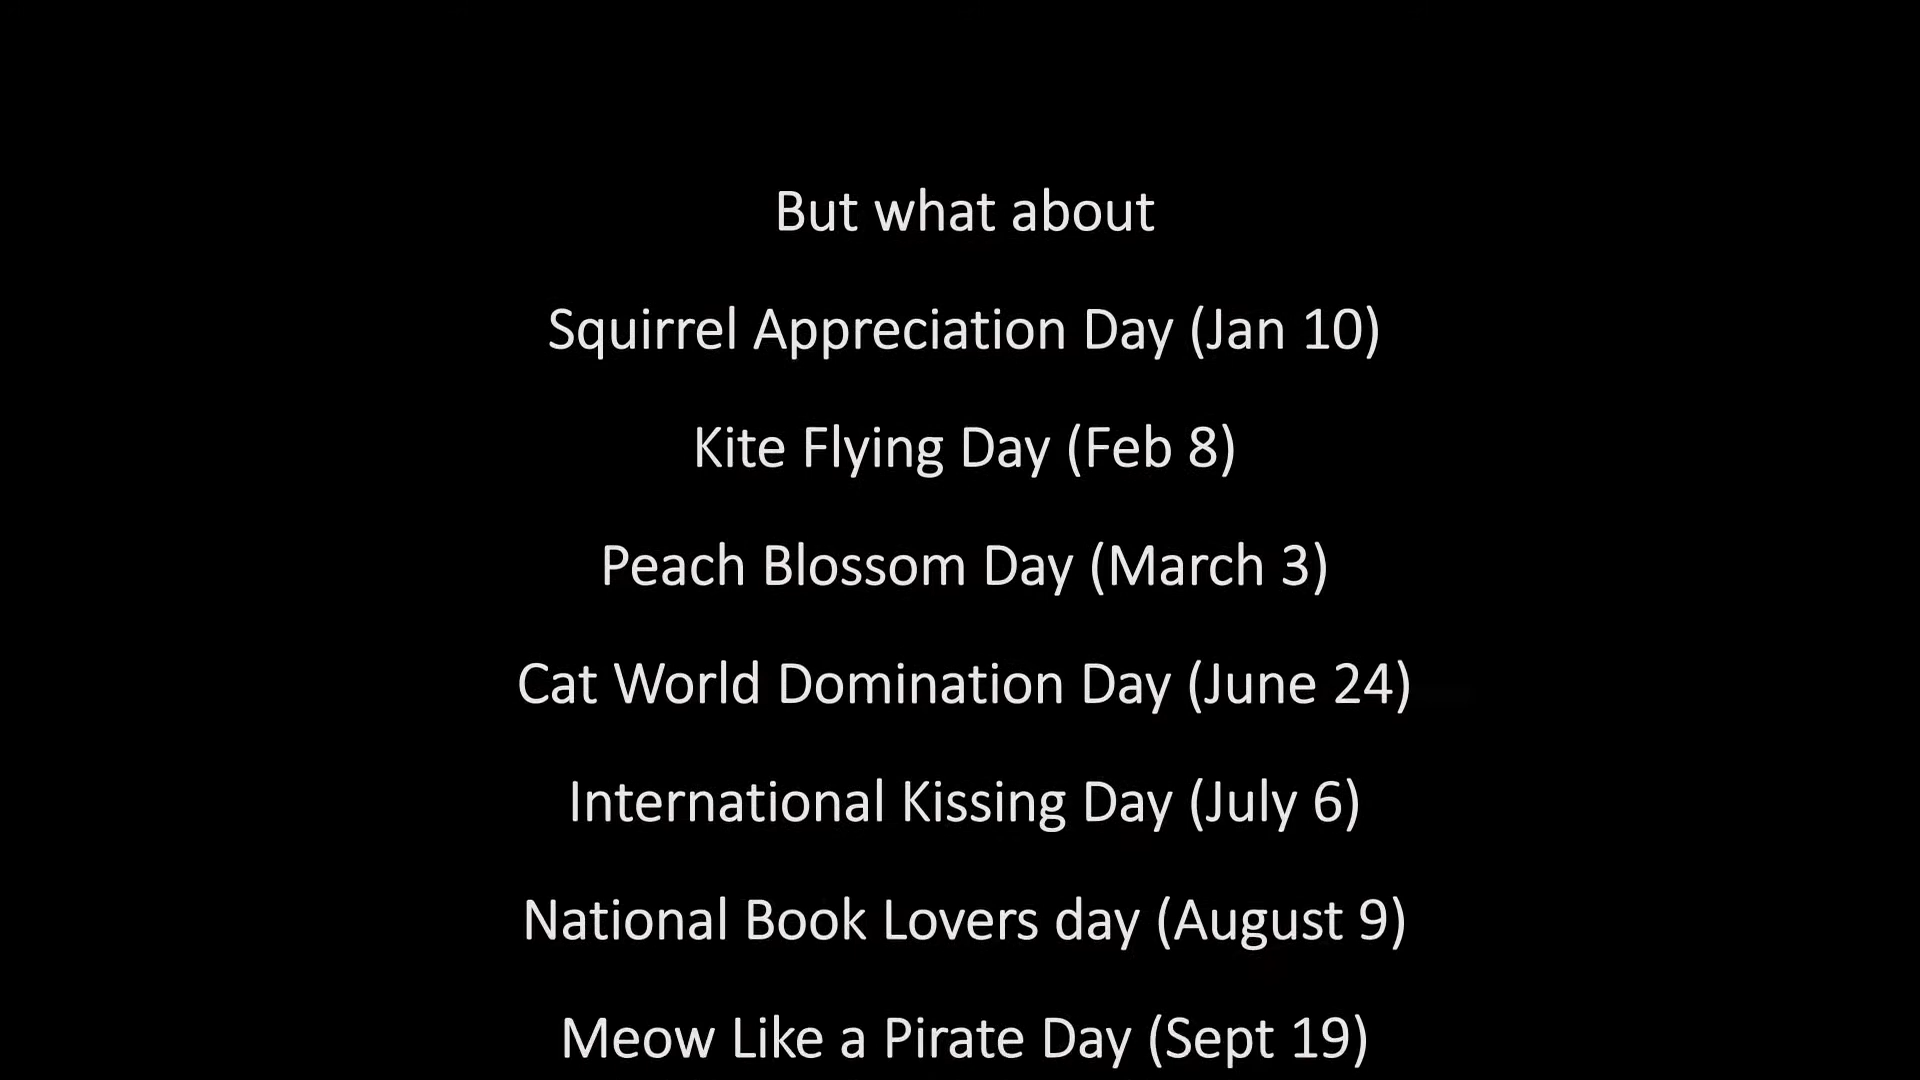 But what about
Squirrel Appreciation Day (Jan 10)
Kite Flying Day (Feb 8)
Peach Blossom Day (March 3)
Cat World Domination Day (June 24)
International Kissing Day (July 6)
National Book Lovers day (August 9)
Meow Like a Pirate Day (Sept 19)